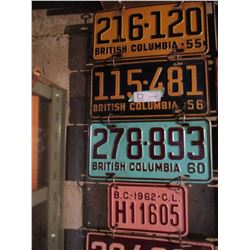 216-120
BRITISH COLUMBIA 55
115-481
BRITISH COLUMBIA 56
278-893
BRITISH COLUMBIA 60
B.C-1962-C.L.
H11605